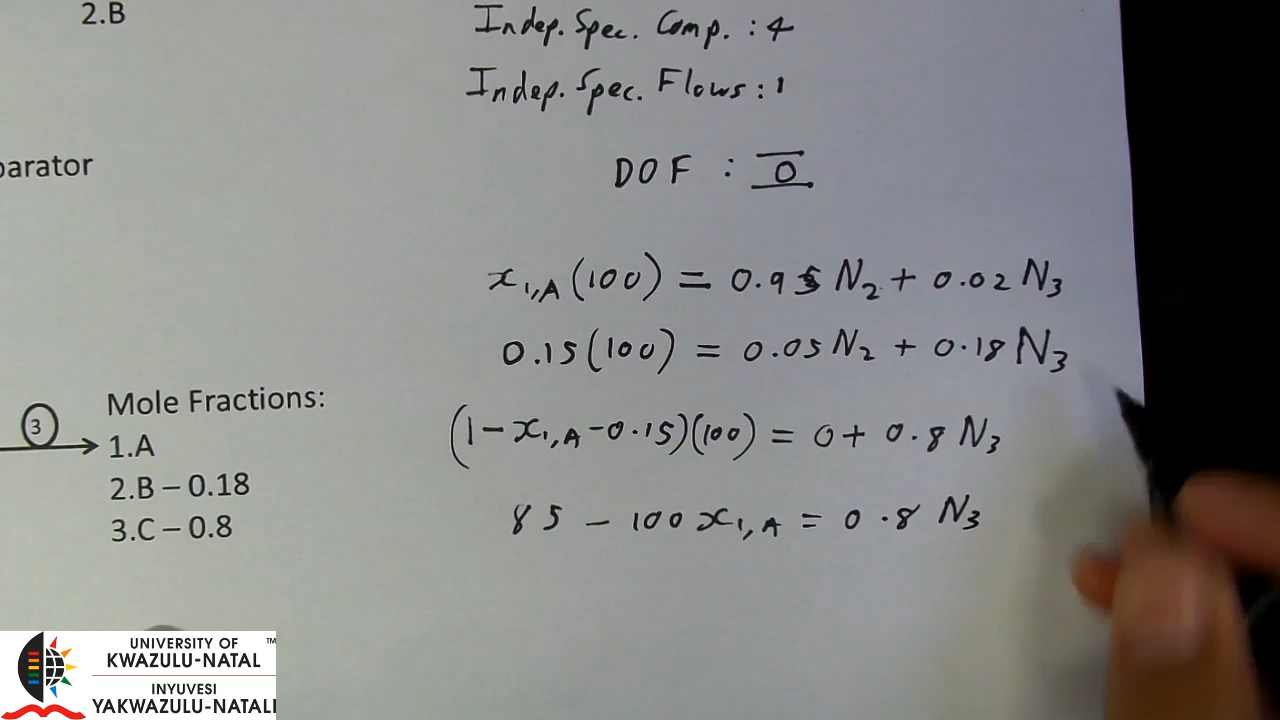 2.B
Indep. Spec. Comp. : 4
Indep. Spec. Flows : 1
parator
DOF : 0
x1,A(100) = 0.95 N2 + 0.02 N3
0.15(100) = 0.05 N2 + 0.18 N3
(1 - x1,A - 0.15)(100) = 0 + 0.8 N3
85 - 100 x1,A = 0.8 N3
3
Mole Fractions:
1.A
2.B – 0.18
3.C – 0.8
UNIVERSITY OF ™
KWAZULU-NATAL
INYUVESI
YAKWAZULU-NATALI